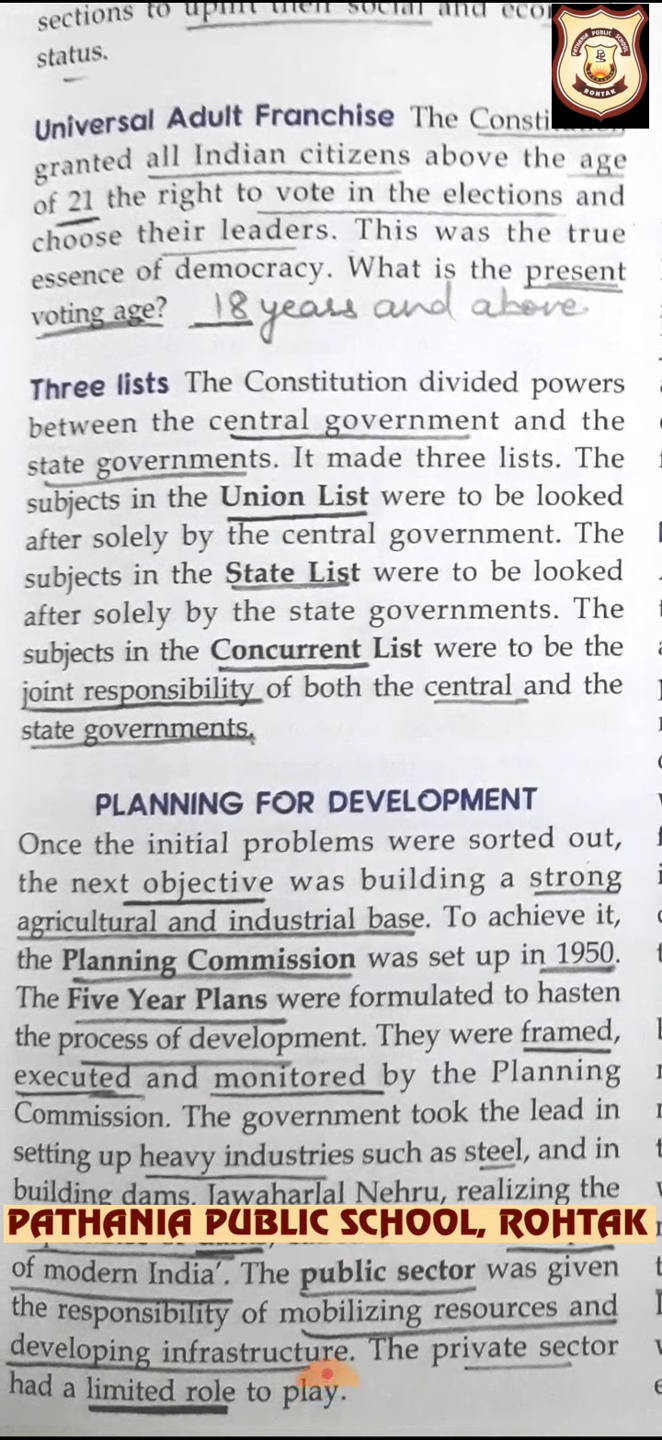 sections to uplift their social and eco
status.
PATHANIA PUBLIC SCHOOL
ROHTAK
Universal Adult Franchise The Consti
granted all Indian citizens above the age
of 21 the right to vote in the elections and
choose their leaders. This was the true
essence of democracy. What is the present
voting age? 18 years and above
Three lists The Constitution divided powers
between the central government and the
state governments. It made three lists. The
subjects in the Union List were to be looked
after solely by the central government. The
subjects in the State List were to be looked
after solely by the state governments. The
subjects in the Concurrent List were to be the
joint responsibility of both the central and the
state governments.
PLANNING FOR DEVELOPMENT
Once the initial problems were sorted out,
the next objective was building a strong
agricultural and industrial base. To achieve it,
the Planning Commission was set up in 1950.
The Five Year Plans were formulated to hasten
the process of development. They were framed,
executed and monitored by the Planning
Commission. The government took the lead in
setting up heavy industries such as steel, and in
building dams. Jawaharlal Nehru, realizing the
PATHANIA PUBLIC SCHOOL, ROHTAK
of modern India'. The public sector was given
the responsibility of mobilizing resources and
developing infrastructure. The private sector
had a limited role to play.